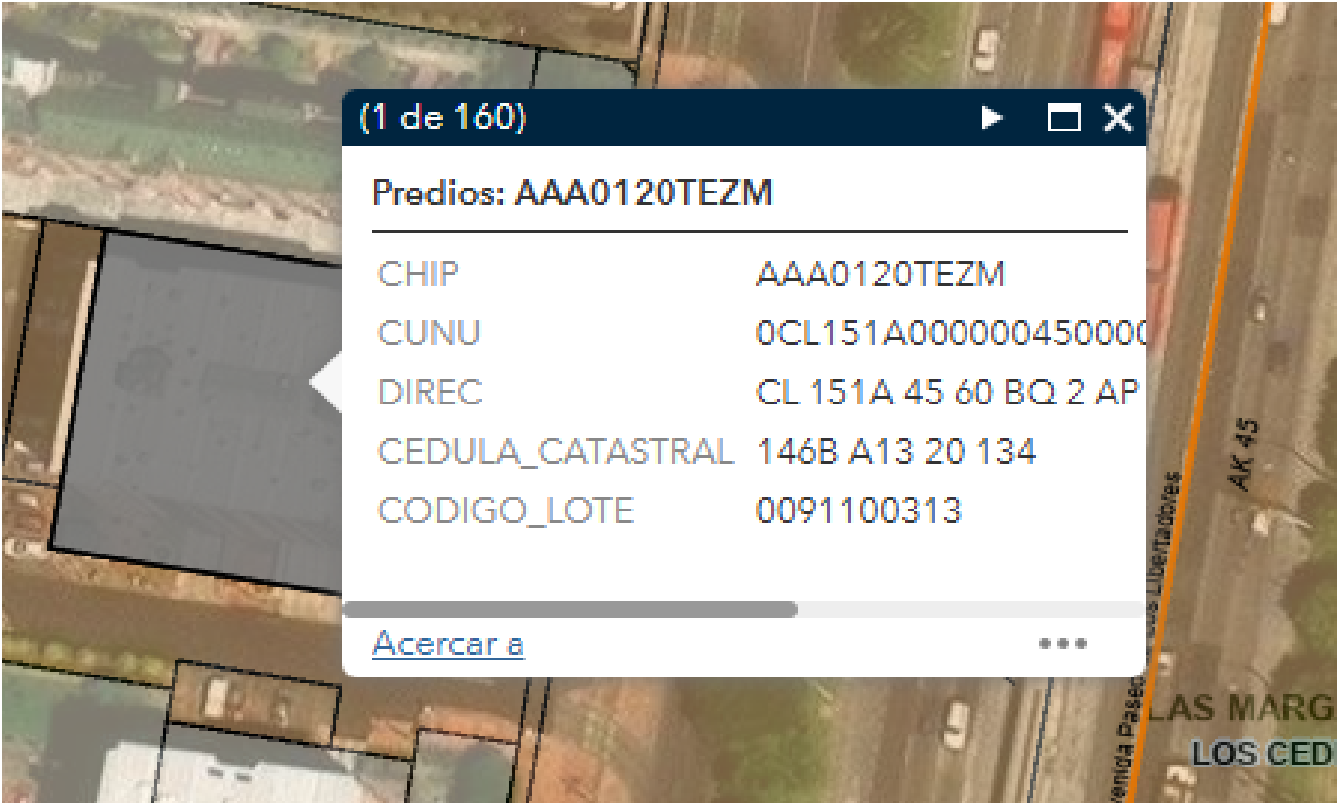 (1 de 160)
Predios: AAA0120TEZM
CHIP AAA0120TEZM
CUNU 0CL151A000000450000
DIREC CL 151A 45 60 BQ 2 AP
CEDULA_CATASTRAL 146B A13 20 134
CODIGO_LOTE 0091100313
Acercar a
AK 45
Libertadores
LAS MARG
LOS CED